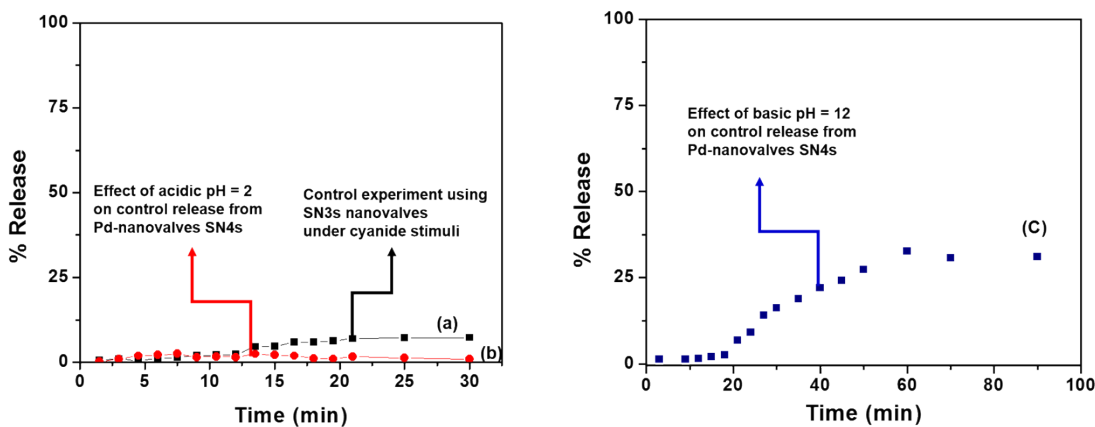 100
75
50
25
0
% Release
Effect of acidic pH = 2
on control release from
Pd-nanovalves SN4s
Control experiment using
SN3s nanovalves
under cyanide stimuli
(a)
(b)
0 5 10 15 20 25 30
Time (min)
100
75
50
25
0
% Release
Effect of basic pH = 12
on control release from
Pd-nanovalves SN4s
(C)
0 20 40 60 80 100
Time (min)